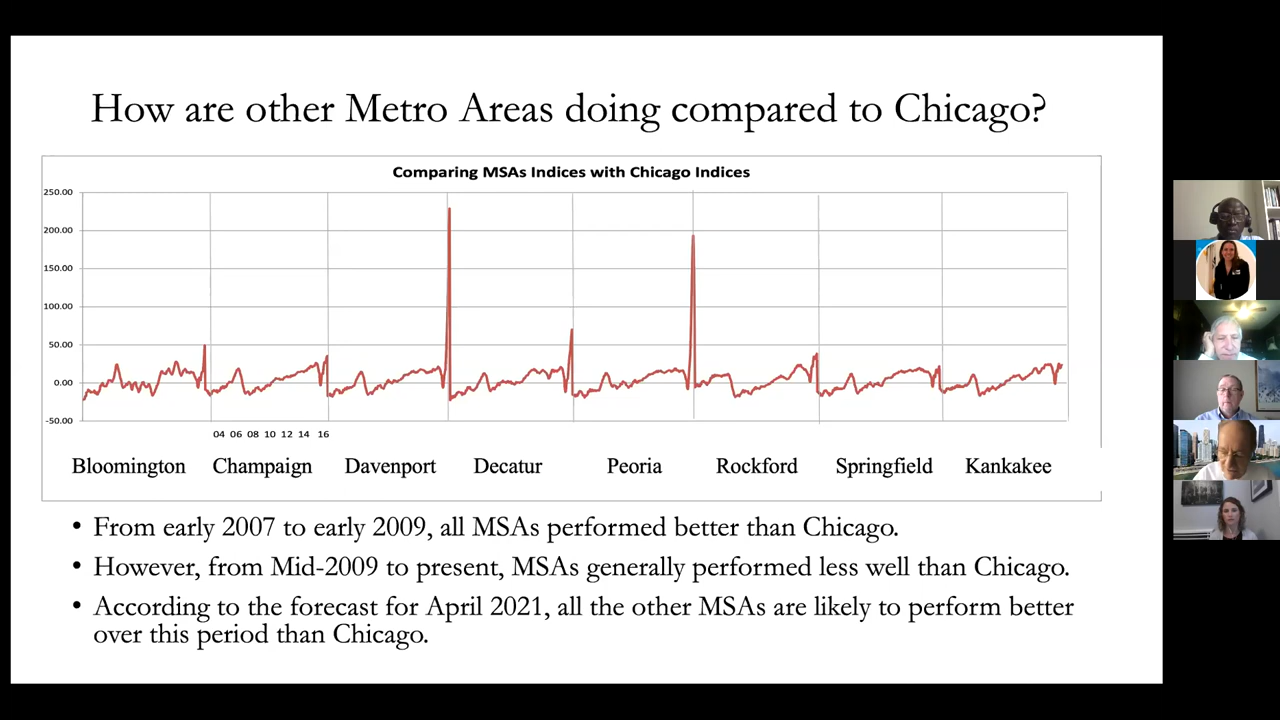 How are other Metro Areas doing compared to Chicago?
Comparing MSAs Indices with Chicago Indices
250.00
200.00
150.00
100.00
50.00
0.00
-50.00
04 06 08 10 12 14 16
Bloomington Champaign Davenport Decatur Peoria Rockford Springfield Kankakee
• From early 2007 to early 2009, all MSAs performed better than Chicago.
• However, from Mid-2009 to present, MSAs generally performed less well than Chicago.
• According to the forecast for April 2021, all the other MSAs are likely to perform better
over this period than Chicago.